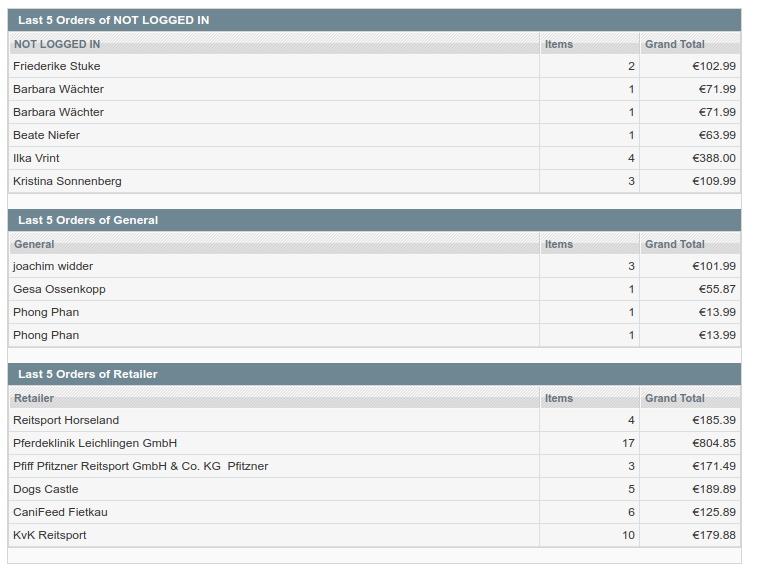 Last 5 Orders of NOT LOGGED IN
NOT LOGGED IN Items Grand Total
Friederike Stuke 2 €102.99
Barbara Wächter 1 €71.99
Barbara Wächter 1 €71.99
Beate Niefer 1 €63.99
Ilka Vrint 4 €388.00
Kristina Sonnenberg 3 €109.99
Last 5 Orders of General
General Items Grand Total
joachim widder 3 €101.99
Gesa Ossenkopp 1 €55.87
Phong Phan 1 €13.99
Phong Phan 1 €13.99
Last 5 Orders of Retailer
Retailer Items Grand Total
Reitsport Horseland 4 €185.39
Pferdeklinik Leichlingen GmbH 17 €804.85
Pfiff Pfitzner Reitsport GmbH & Co. KG  Pfitzner 3 €171.49
Dogs Castle 5 €189.89
CaniFeed Fietkau 6 €125.89
KvK Reitsport 10 €179.88